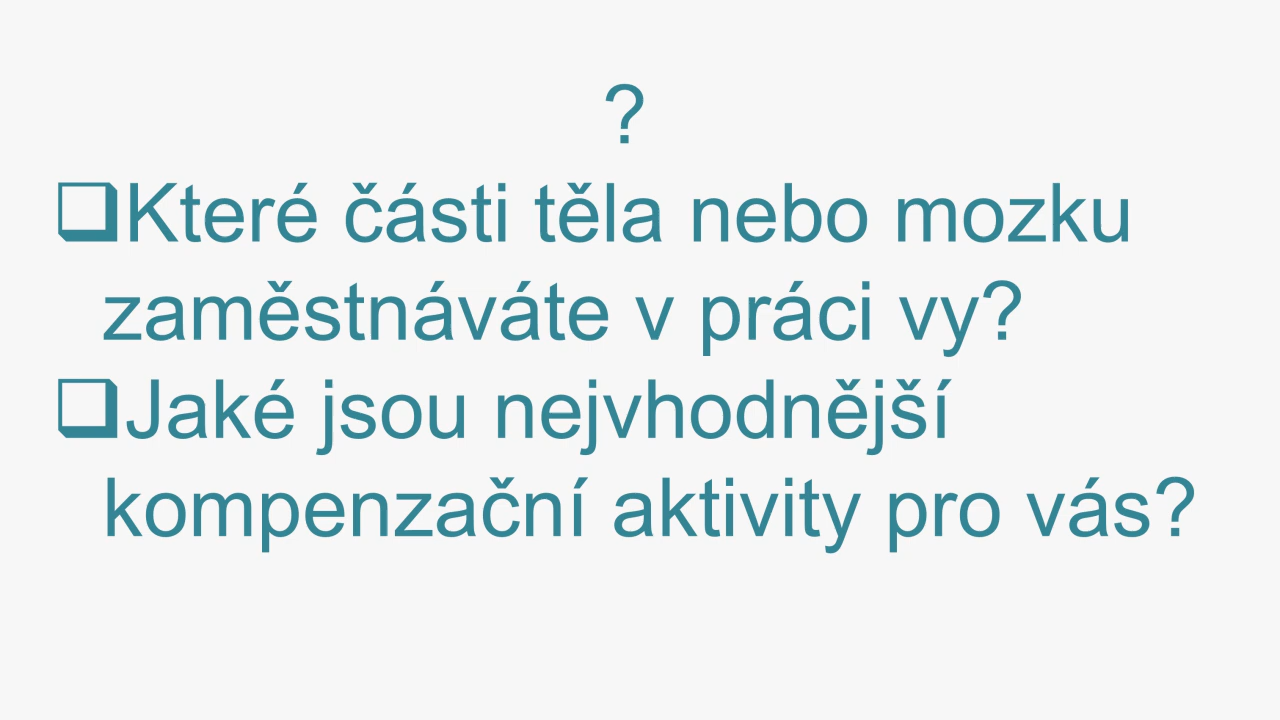 ?
❑Které části těla nebo mozku
zaměstnáváte v práci vy?
❑Jaké jsou nejvhodnější
kompenzační aktivity pro vás?